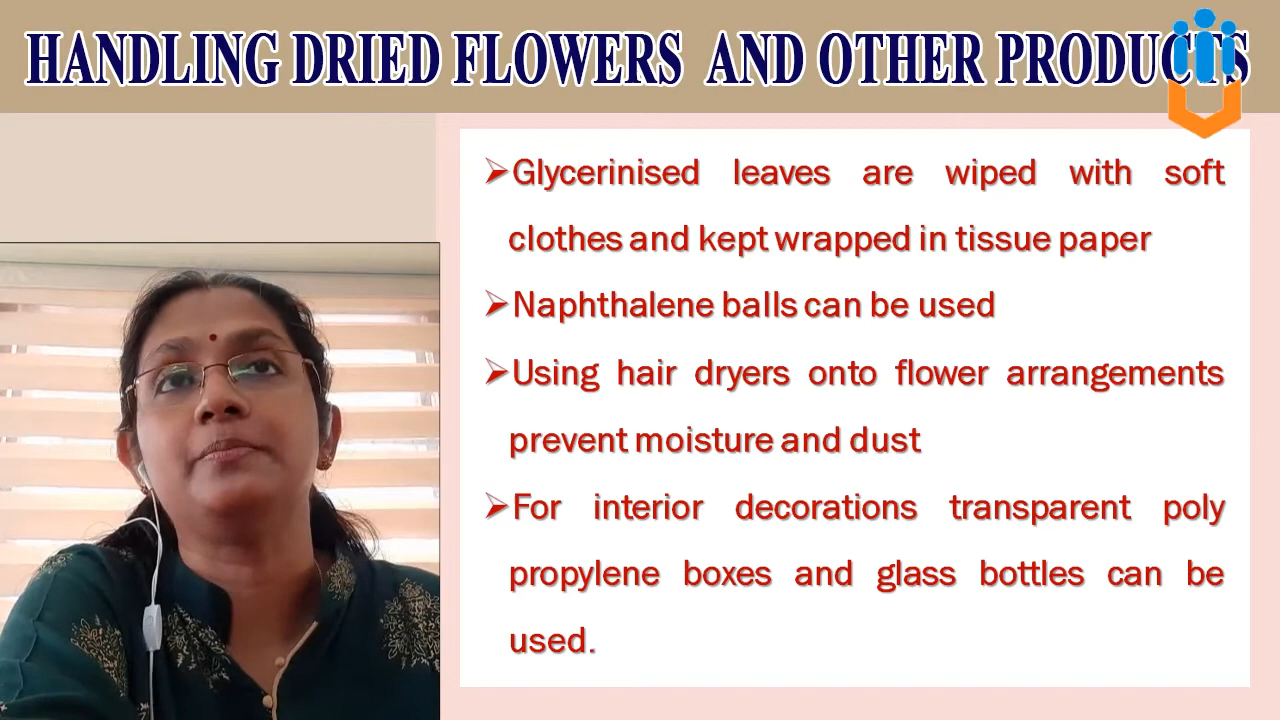 HANDLING DRIED FLOWERS AND OTHER PRODUCTS
➢Glycerinised leaves are wiped with soft
clothes and kept wrapped in tissue paper
➢Naphthalene balls can be used
➢Using hair dryers onto flower arrangements
prevent moisture and dust
➢For interior decorations transparent poly
propylene boxes and glass bottles can be
used.